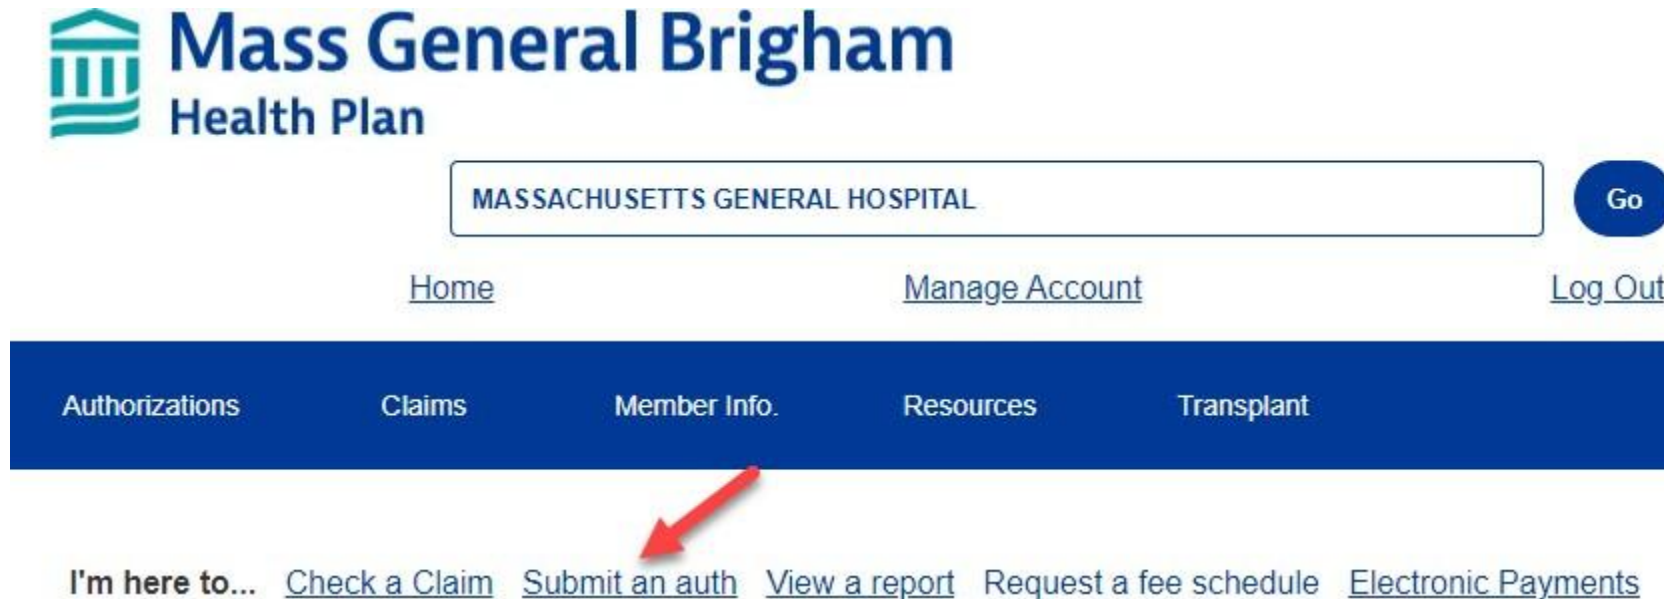 Mass General Brigham
Health Plan
MASSACHUSETTS GENERAL HOSPITAL Go
Home Manage Account Log Out
Authorizations Claims Member Info. Resources Transplant
I'm here to... Check a Claim Submit an auth View a report Request a fee schedule Electronic Payments